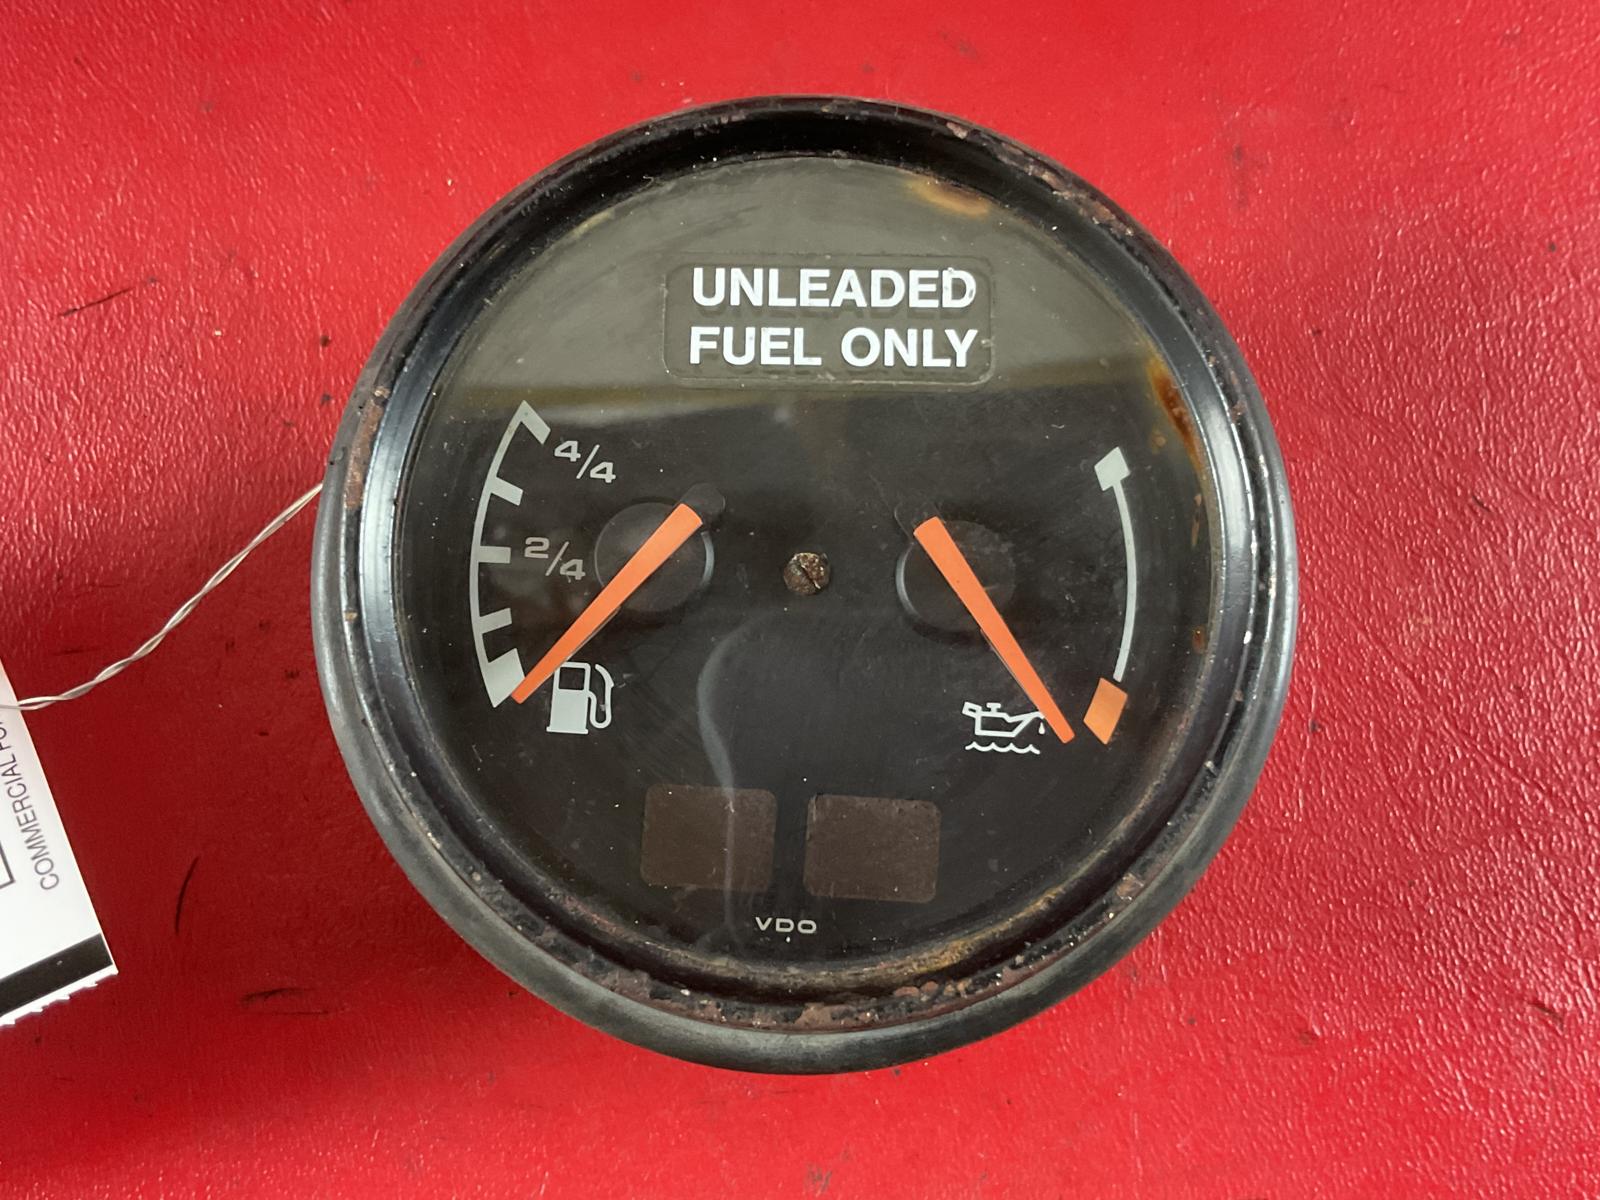 UNLEADED
FUEL ONLY
4/4
2/4
VDO
COMMERCIAL